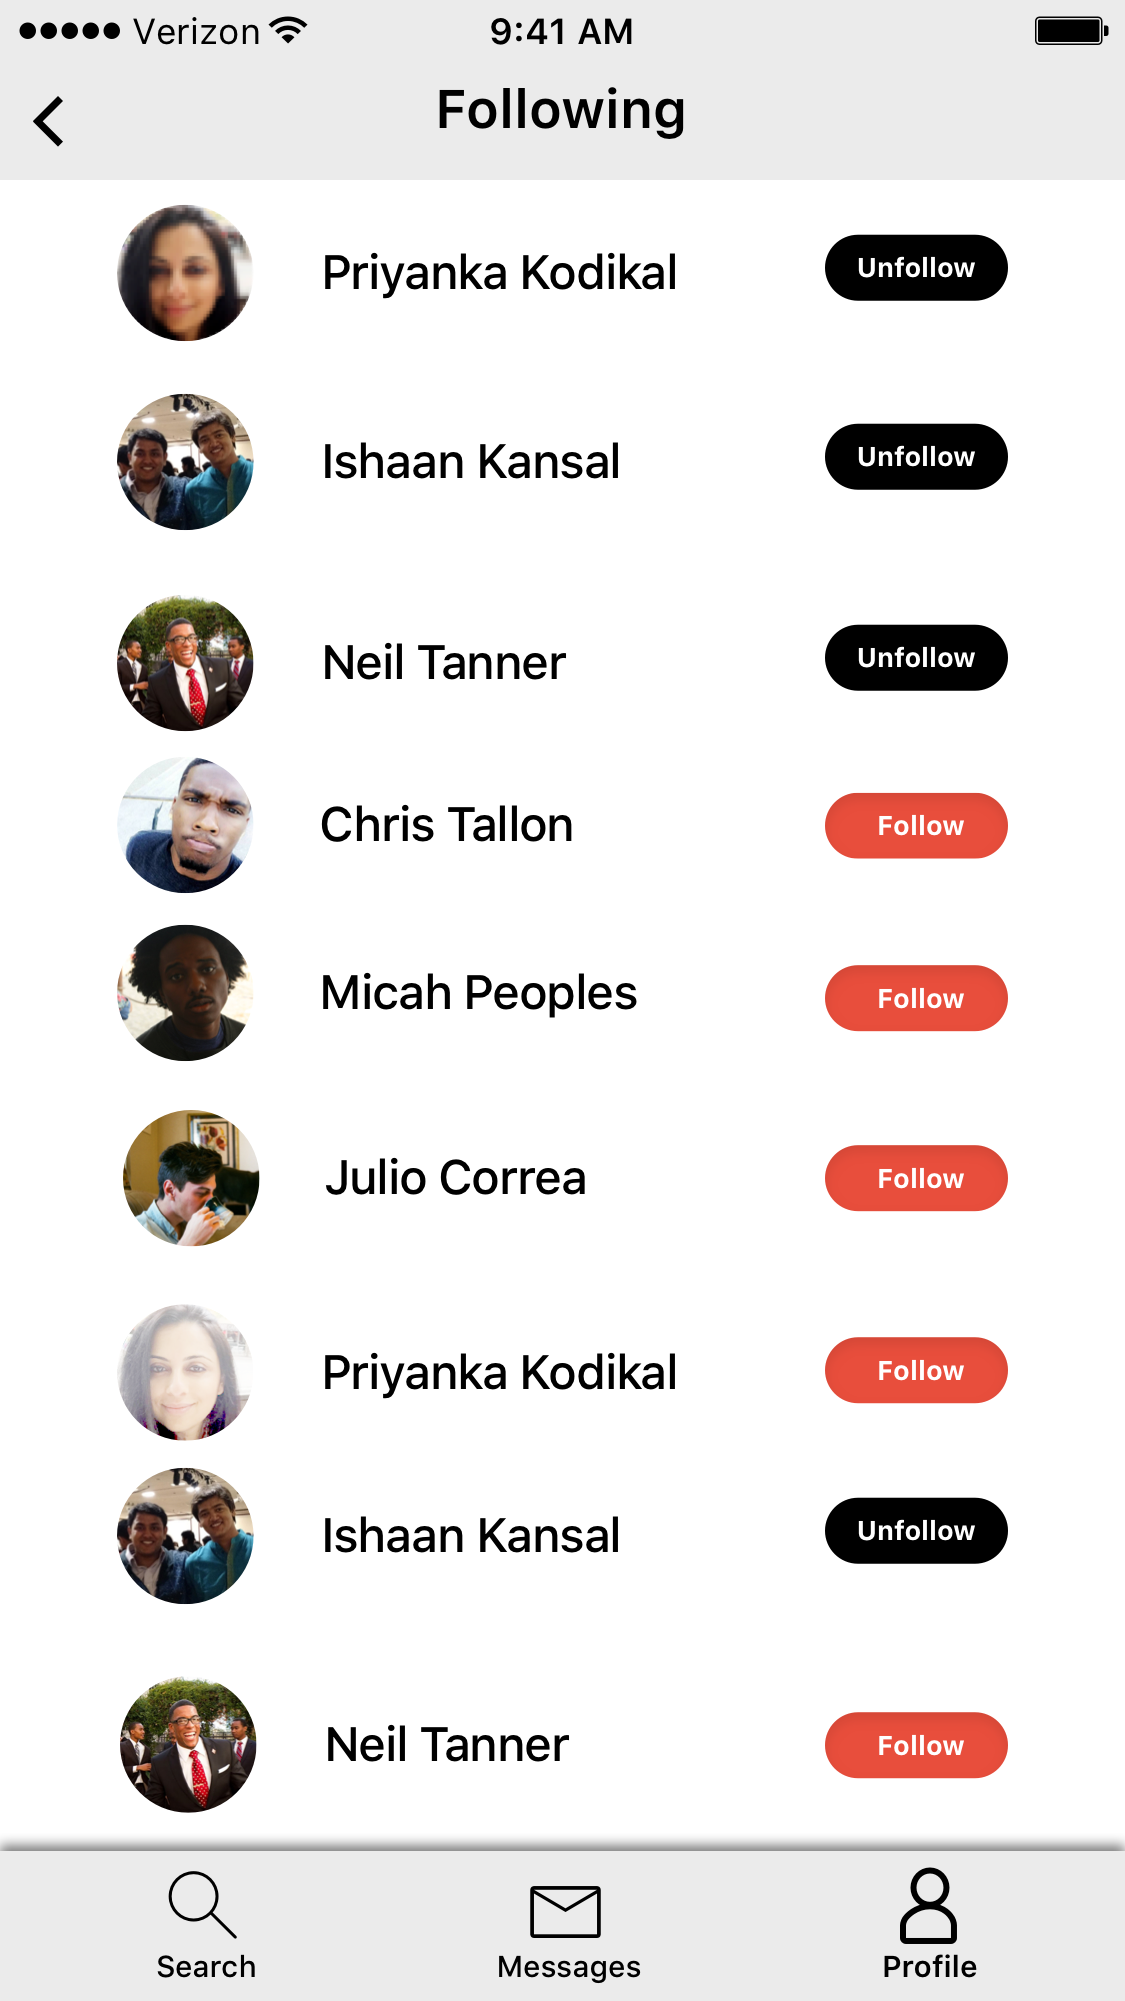 Verizon 9:41 AM
Following
Priyanka Kodikal Unfollow
Ishaan Kansal Unfollow
Neil Tanner Unfollow
Chris Tallon Follow
Micah Peoples Follow
Julio Correa Follow
Priyanka Kodikal Follow
Ishaan Kansal Unfollow
Neil Tanner Follow
Search Messages Profile